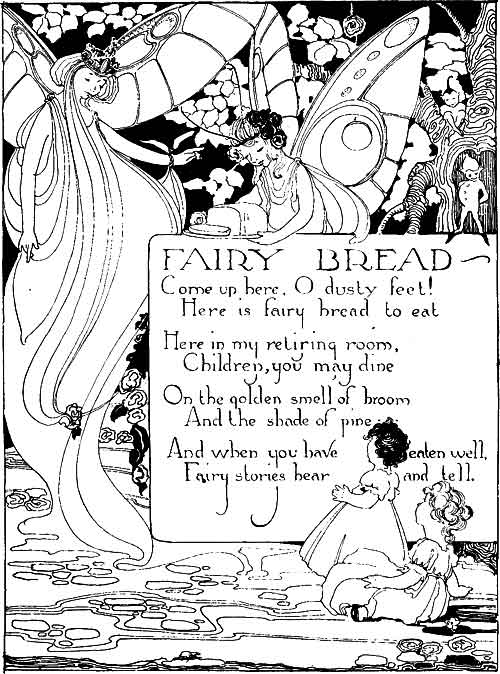 FAIRY BREAD
Come up here, O dusty feet!
Here is fairy bread to eat
Here in my retiring room,
Children, you may dine
On the golden smell of broom
And the shade of pine
And when you have eaten well,
Fairy stories hear and tell.